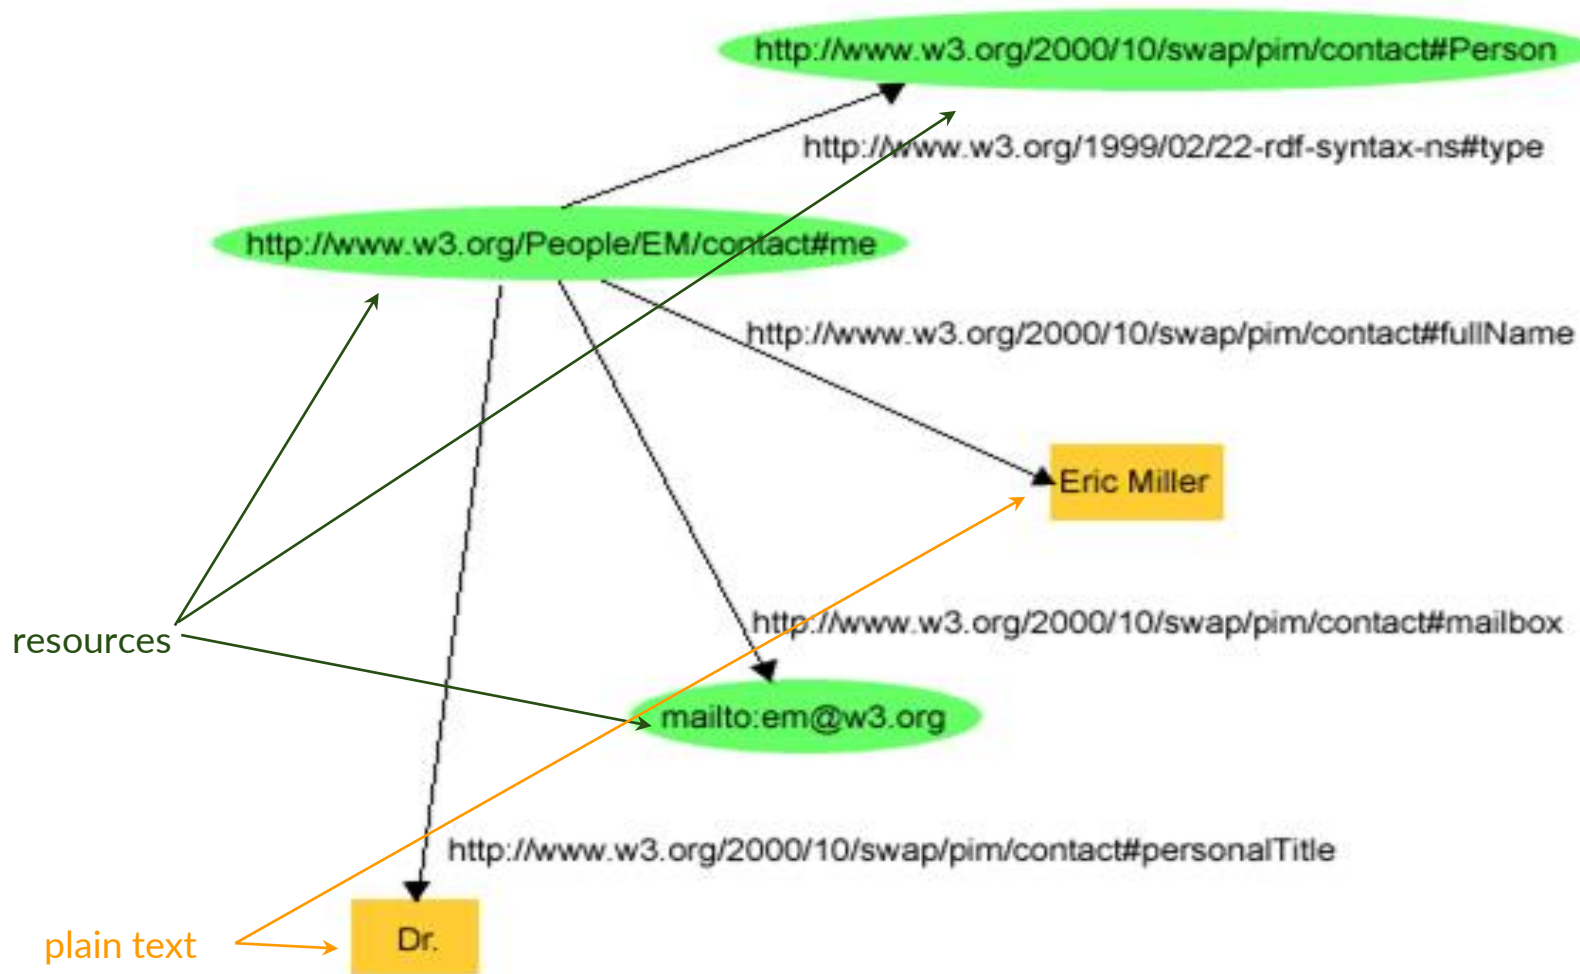 http://www.w3.org/2000/10/swap/pim/contact#Person
http://www.w3.org/1999/02/22-rdf-syntax-ns#type
http://www.w3.org/People/EM/contact#me
http://www.w3.org/2000/10/swap/pim/contact#fullName
Eric Miller
http://www.w3.org/2000/10/swap/pim/contact#mailbox
resources
mailto:em@w3.org
http://www.w3.org/2000/10/swap/pim/contact#personalTitle
plain text
Dr.